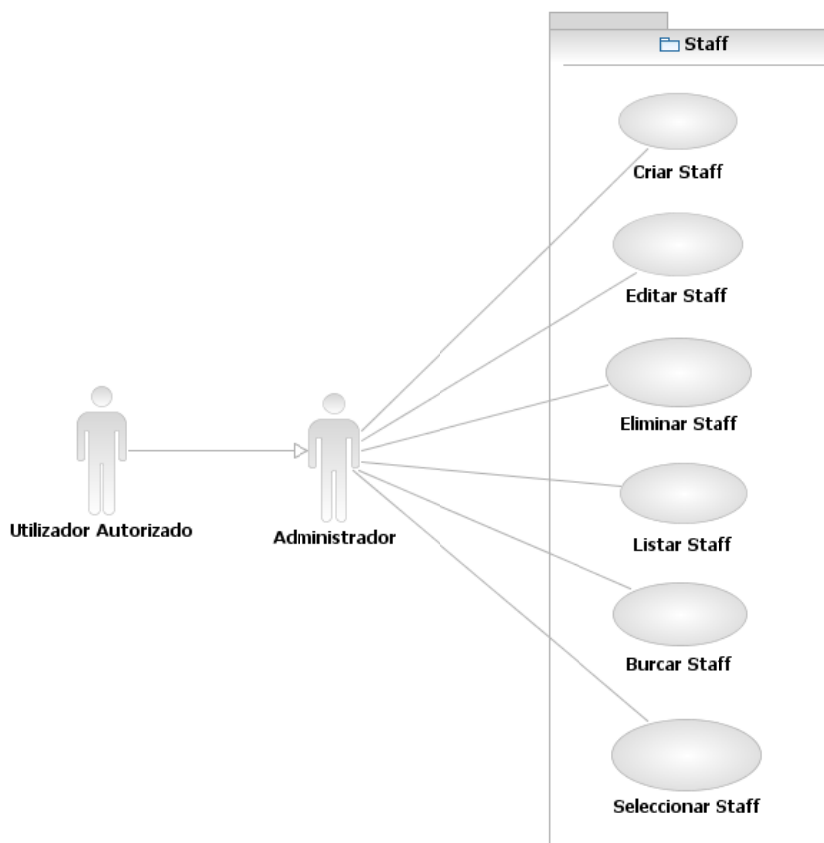 Staff
Criar Staff
Editar Staff
Eliminar Staff
Utilizador Autorizado
Administrador
Listar Staff
Burcar Staff
Seleccionar Staff